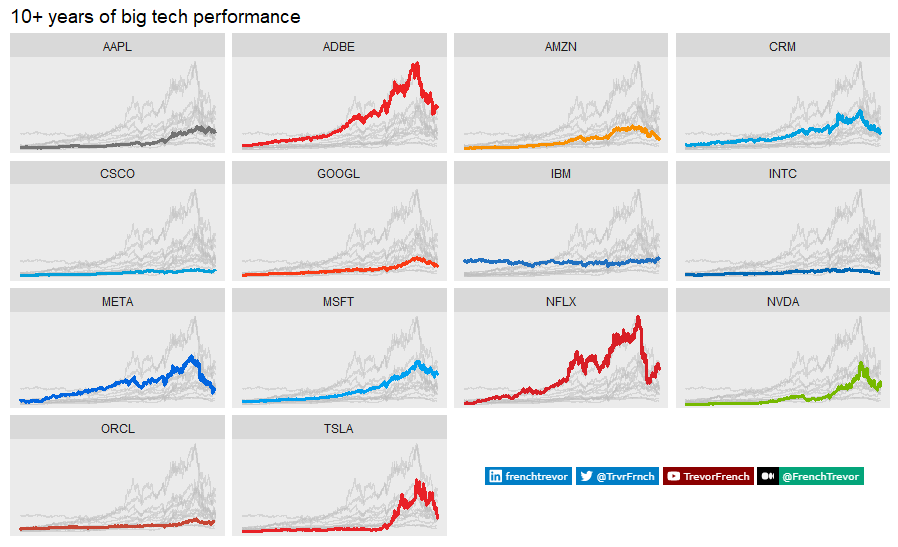 10+ years of big tech performance
AAPL ADBE AMZN CRM
CSCO GOOGL IBM INTC
META MSFT NFLX NVDA
ORCL TSLA
in frenchtrevor @TrvrFrnch TrevorFrench @FrenchTrevor